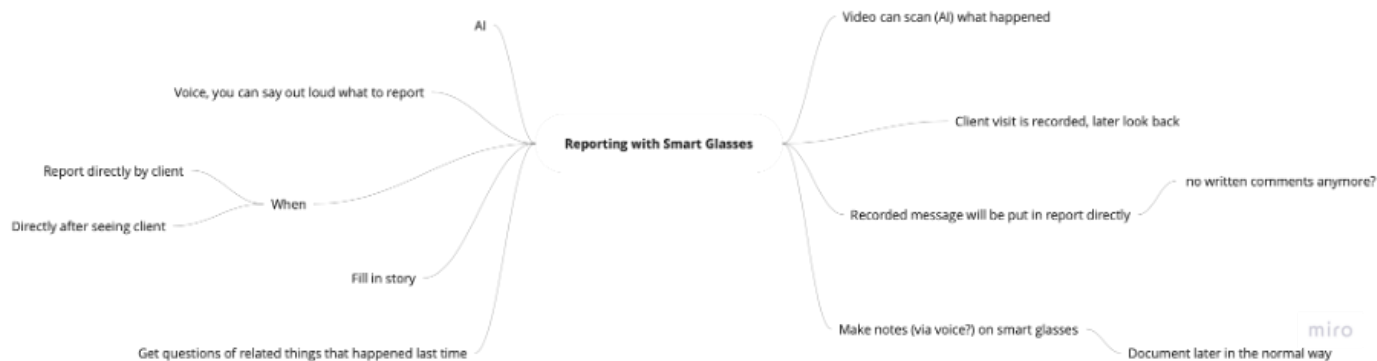 AI
Voice, you can say out loud what to report
Report directly by client
When
Directly after seeing client
Fill in story
Get questions of related things that happened last time
Reporting with Smart Glasses
Video can scan (AI) what happened
Client visit is recorded, later look back
no written comments anymore?
Recorded message will be put in report directly
Make notes (via voice?) on smart glasses
Document later in the normal way
miro